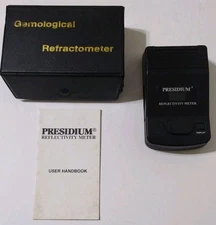 Gemological
Refractometer
PRESIDIUM®
REFLECTIVITY METER
PRESIDIUM®
REFLECTIVITY METER
USER HANDBOOK